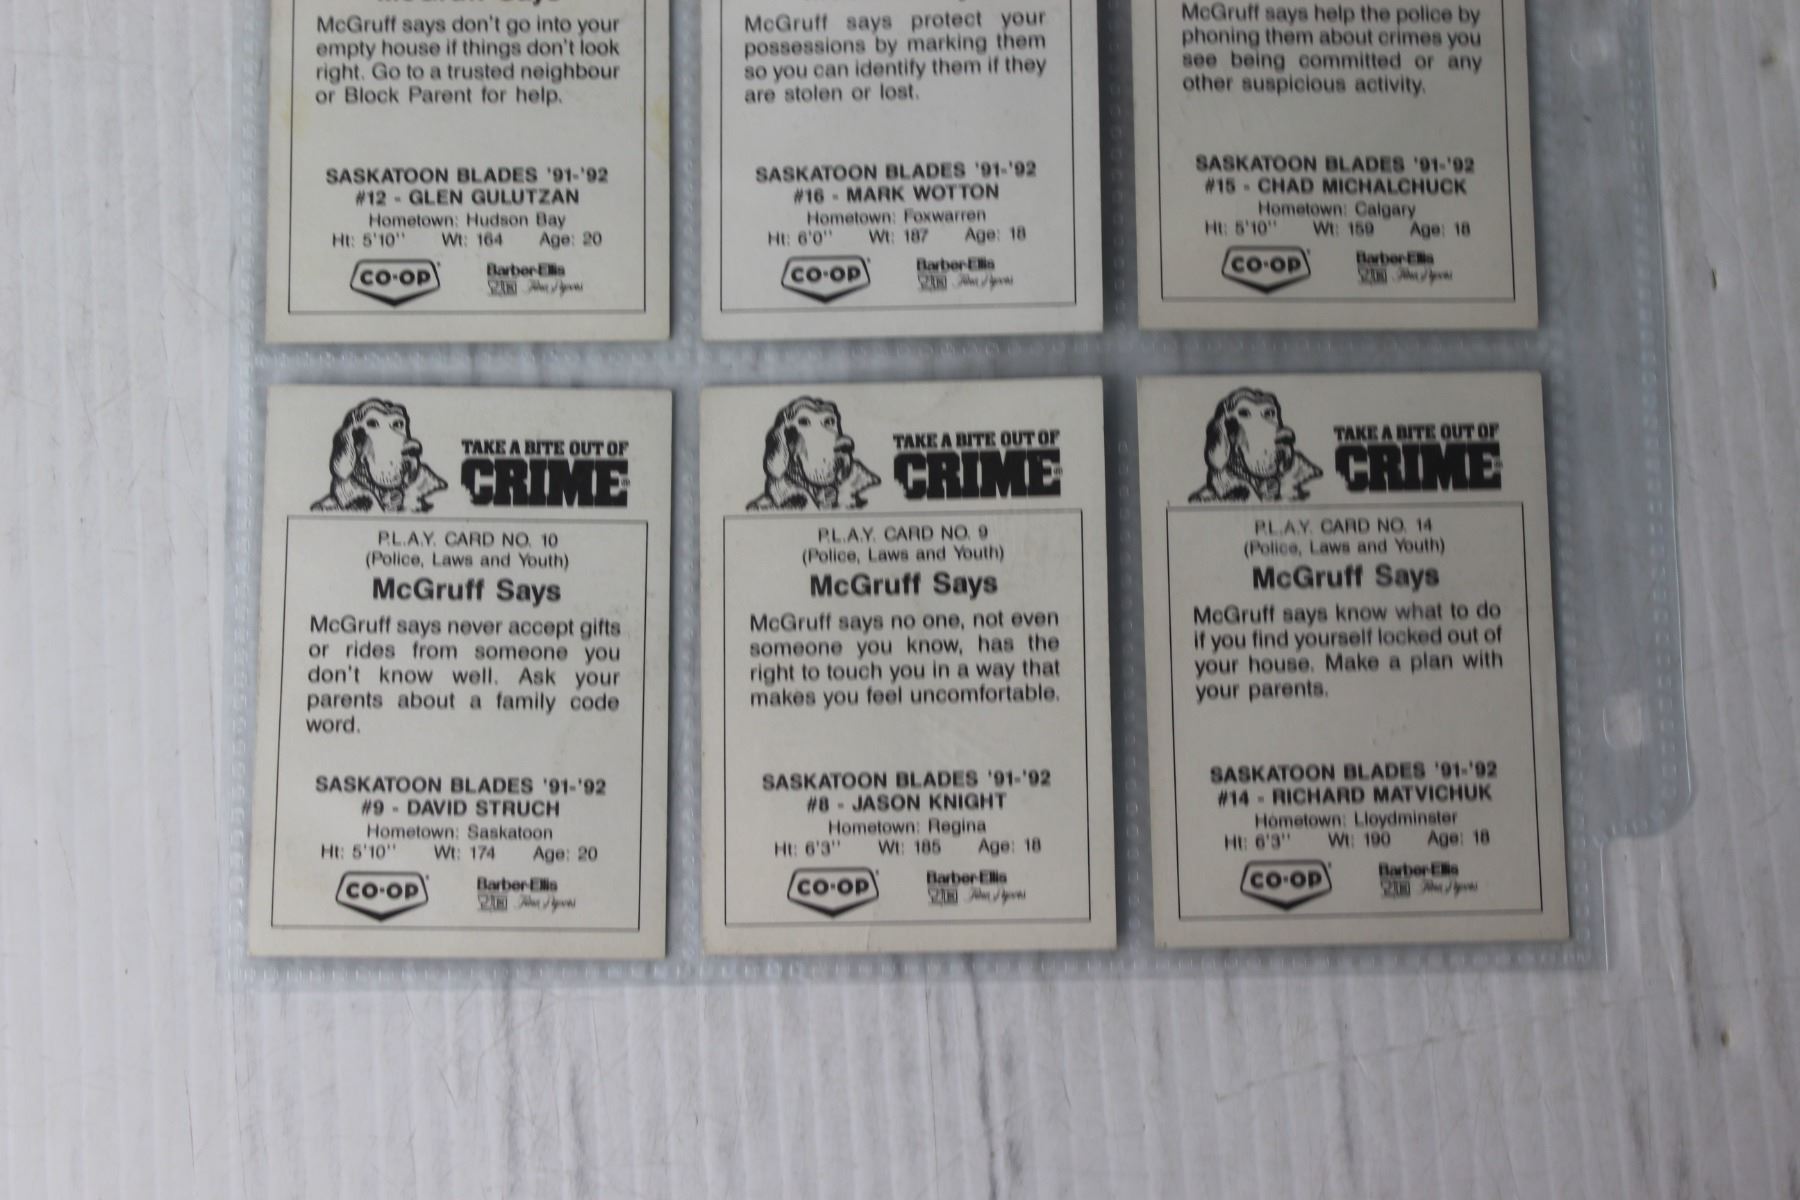 McGruff says don't go into your
empty house if things don't look
right. Go to a trusted neighbour
or Block Parent for help.
SASKATOON BLADES '91-'92
#12 - GLEN GULUTZAN
Hometown: Hudson Bay
Ht: 5'10'' Wt: 164 Age: 20
CO-OP
Barber-Ellis
McGruff says protect your
possessions by marking them
so you can identify them if they
are stolen or lost.
SASKATOON BLADES '91-'92
#16 - MARK WOTTON
Hometown: Foxwarren
Ht: 6'0'' Wt: 187 Age: 18
CO-OP
Barber-Ellis
McGruff says help the police by
phoning them about crimes you
see being committed or any
other suspicious activity.
SASKATOON BLADES '91-'92
#15 - CHAD MICHALCHUCK
Hometown: Calgary
Ht: 5'10'' Wt: 159 Age: 18
CO-OP
Barber-Ellis
TAKE A BITE OUT OF
CRIME
P.L.A.Y. CARD NO. 10
(Police, Laws and Youth)
McGruff Says
McGruff says never accept gifts
or rides from someone you
don't know well. Ask your
parents about a family code
word.
SASKATOON BLADES '91-'92
#9 - DAVID STRUCH
Hometown: Saskatoon
Ht: 5'10'' Wt: 174 Age: 20
CO-OP
Barber-Ellis
TAKE A BITE OUT OF
CRIME
P.L.A.Y. CARD NO. 9
(Police, Laws and Youth)
McGruff Says
McGruff says no one, not even
someone you know, has the
right to touch you in a way that
makes you feel uncomfortable.
SASKATOON BLADES '91-'92
#8 - JASON KNIGHT
Hometown: Regina
Ht: 6'3'' Wt: 185 Age: 18
CO-OP
Barber-Ellis
TAKE A BITE OUT OF
CRIME
P.L.A.Y. CARD NO. 14
(Police, Laws and Youth)
McGruff Says
McGruff says know what to do
if you find yourself locked out of
your house. Make a plan with
your parents.
SASKATOON BLADES '91-'92
#14 - RICHARD MATVICHUK
Hometown: Lloydminster
Ht: 6'3'' Wt: 190 Age: 18
CO-OP
Barber-Ellis